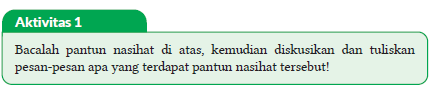 Aktivitas 1
Bacalah pantun nasihat di atas, kemudian diskusikan dan tuliskan
pesan-pesan apa yang terdapat pantun nasihat tersebut!